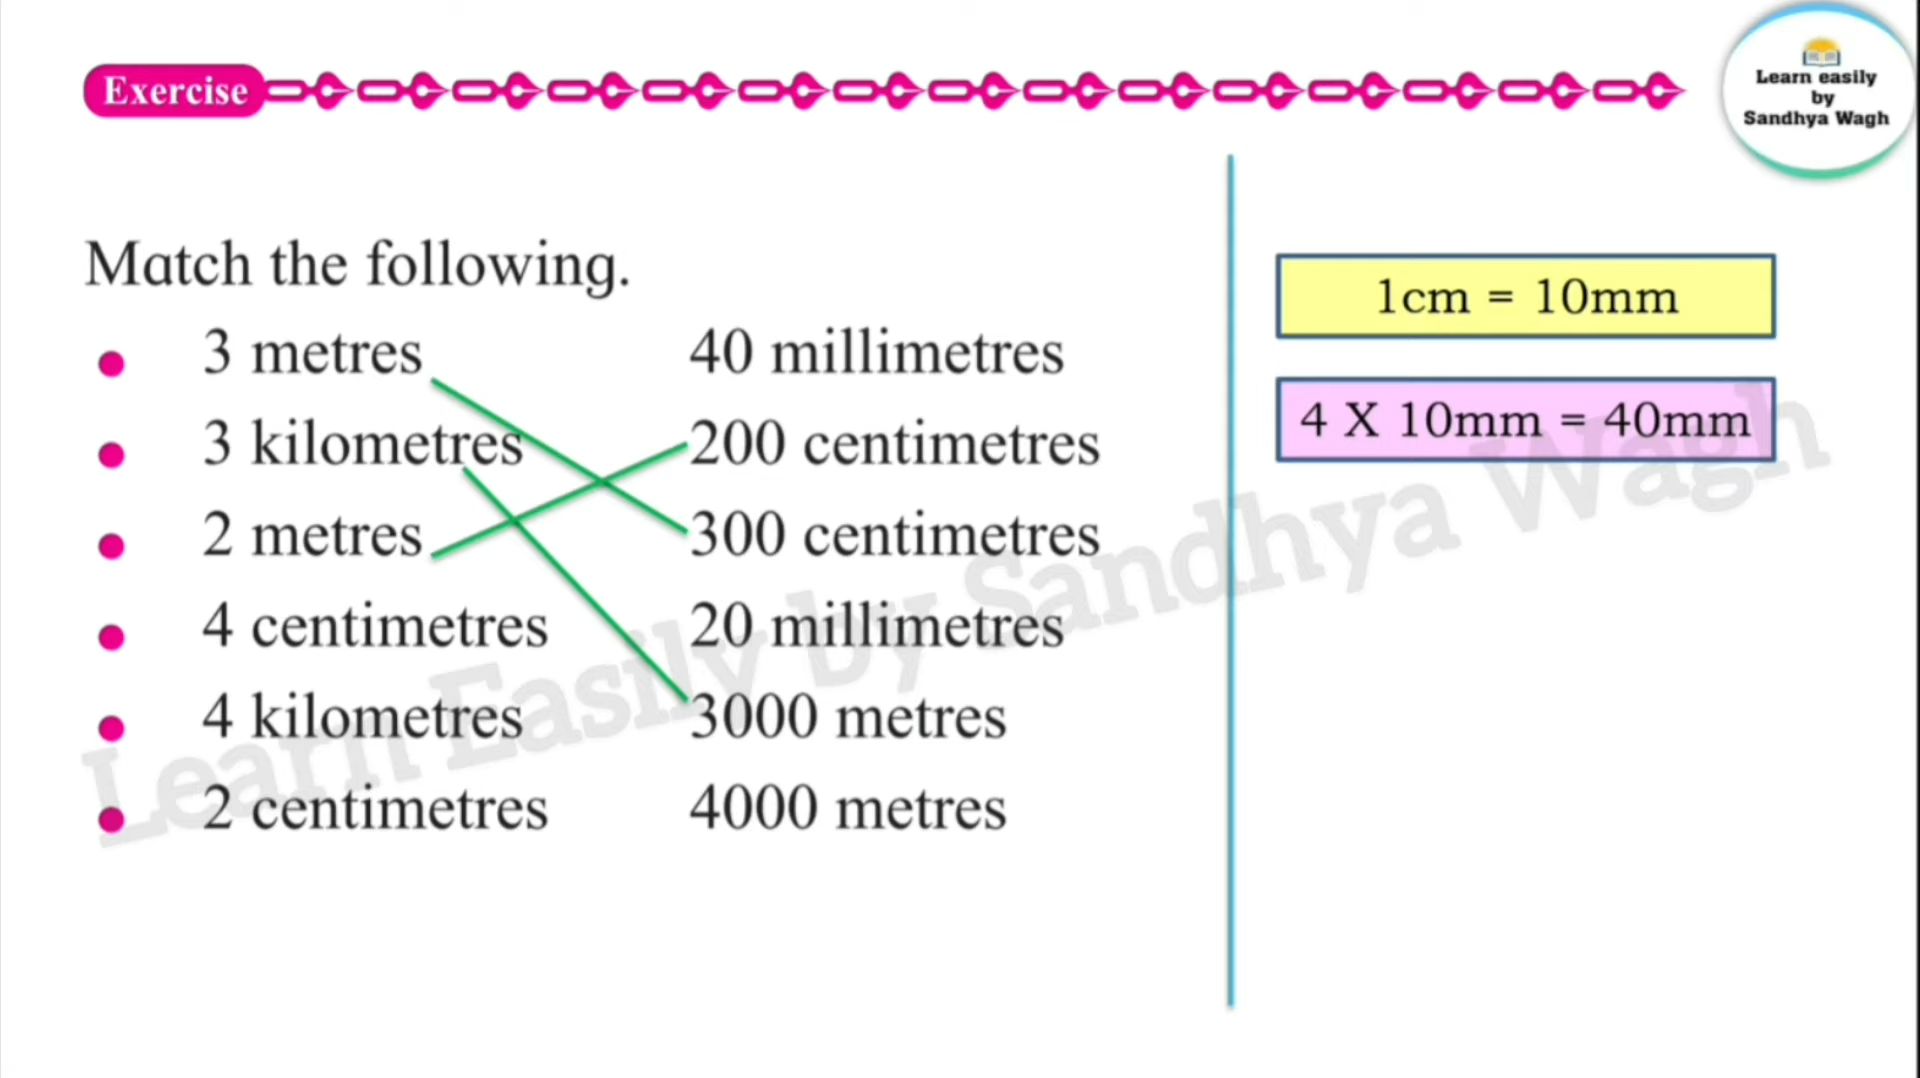 Exercise
Learn easily
by
Sandhya Wagh
Match the following.
3 metres 40 millimetres
3 kilometres 200 centimetres
2 metres 300 centimetres
4 centimetres 20 millimetres
4 kilometres 3000 metres
2 centimetres 4000 metres
1cm = 10mm
4 X 10mm = 40mm
Learn Easily by Sandhya Wagh